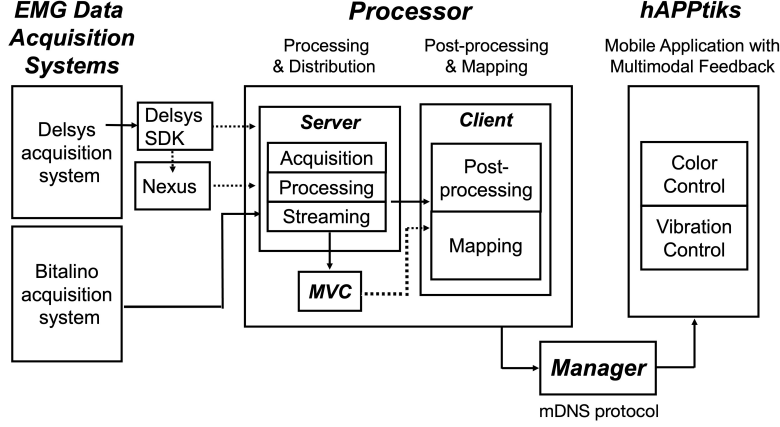 EMG Data
Acquisition
Systems
Processor
hAPPtiks
Processing
& Distribution
Post-processing
& Mapping
Mobile Application with
Multimodal Feedback
Delsys
acquisition
system
Delsys
SDK
Nexus
Bitalino
acquisition
system
Server
Acquisition
Processing
Streaming
MVC
Client
Post-
processing
Mapping
Color
Control
Vibration
Control
Manager
mDNS protocol